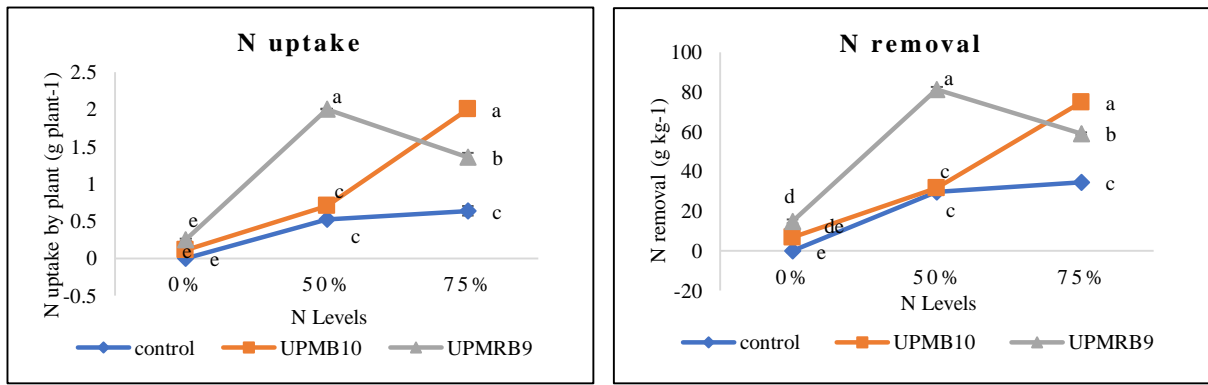 N uptake
N uptake by plant (g plant-1)
2.5
2
1.5
1
0.5
0
-0.5
a
a
b
c
c
c
e
e
e
0%
50%
75%
N Levels
control
UPMB10
UPMRB9
N removal
N removal (g kg-1)
100
80
60
40
20
0
-20
a
a
b
c
c
c
d
de
e
0%
50%
75%
N Levels
control
UPMB10
UPMRB9